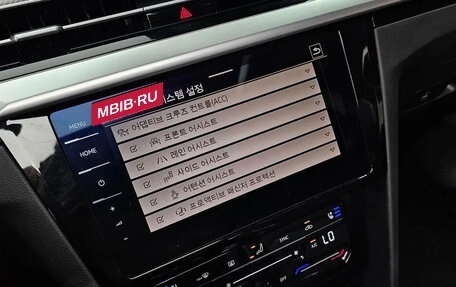 MBIB·RU
스템 설정
MENU
어댑티브 크루즈 컨트롤(ACC)
프론트 어시스트
HOME
레인 어시스트
사이드 어시스트
어텐션 어시스트
프로액티브 패신저 프로텍션
SYNC
A/C
LO
OFF